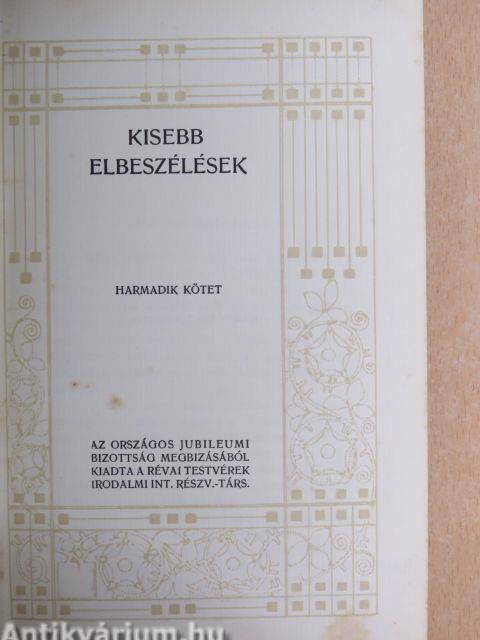 KISEBB
ELBESZÉLÉSEK
HARMADIK KÖTET
AZ ORSZÁGOS JUBILEUMI
BIZOTTSÁG MEGBIZÁSÁBÓL
KIADTA A RÉVAI TESTVÉREK
IRODALMI INT. RÉSZV.-TÁRS.
Antikvárium.hu